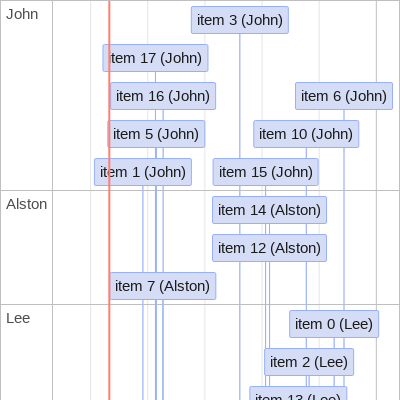 John
item 3 (John)
item 17 (John)
item 16 (John)
item 6 (John)
item 5 (John)
item 10 (John)
item 1 (John)
item 15 (John)
Alston
item 14 (Alston)
item 12 (Alston)
item 7 (Alston)
Lee
item 0 (Lee)
item 2 (Lee)
item 13 (Lee)